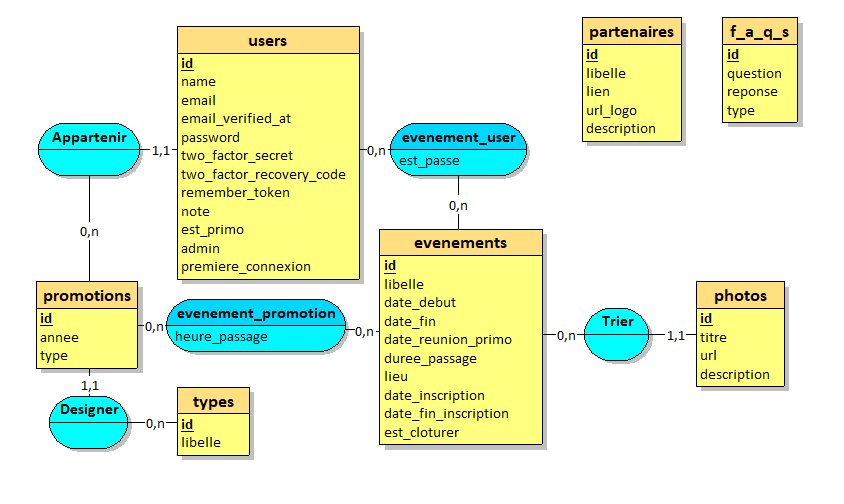 users
id
name
email
email_verified_at
password
two_factor_secret
two_factor_recovery_code
remember_token
note
est_primo
admin
premiere_connexion
partenaires
id
libelle
lien
url_logo
description
f_a_q_s
id
question
reponse
type
Appartenir
1,1
0,n
0,n
evenement_user
est_passe
0,n
evenements
id
libelle
date_debut
date_fin
date_reunion_primo
duree_passage
lieu
date_inscription
date_fin_inscription
est_cloturer
promotions
id
annee
type
0,n
evenement_promotion
heure_passage
0,n
0,n
Trier
1,1
photos
id
titre
url
description
1,1
Designer
0,n
types
id
libelle